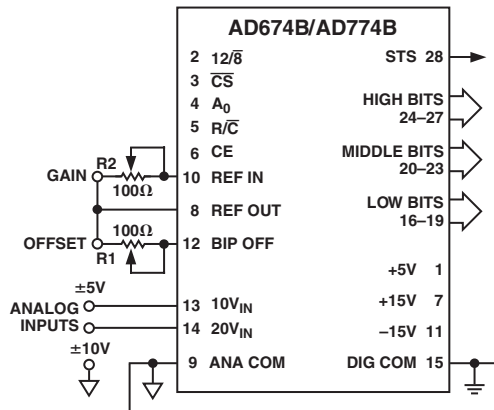 AD674B/AD774B
2 12/8̅
3 C̅S̅
4 A0
5 R/C̅
6 CE
10 REF IN
8 REF OUT
12 BIP OFF
13 10VIN
14 20VIN
9 ANA COM
STS 28
HIGH BITS
24–27
MIDDLE BITS
20–23
LOW BITS
16–19
+5V 1
+15V 7
–15V 11
DIG COM 15
GAIN
R2
100Ω
OFFSET
100Ω
R1
±5V
ANALOG
INPUTS
±10V